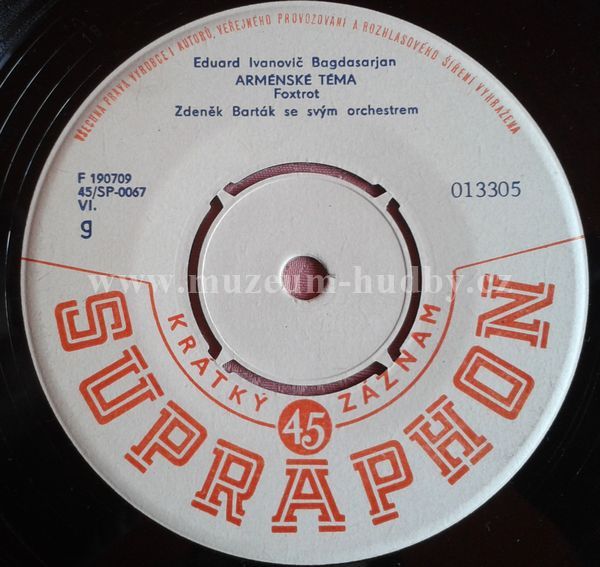 VŠECHNA PRÁVA VÝROBCE I AUTORŮ, VEŘEJNÉHO PROVOZOVÁNÍ A ROZHLASOVÉHO ŠÍŘENÍ VYHRAŽENA
Eduard Ivanovič Bagdasarjan
ARMÉNSKÉ TÉMA
Foxtrot
Zdeněk Barták se svým orchestrem
F 190709
45/SP-0067
VI.
g
013305
www.muzeum-hudby.cz
KRÁTKÝ 45 ZÁZNAM
SUPRAPHON